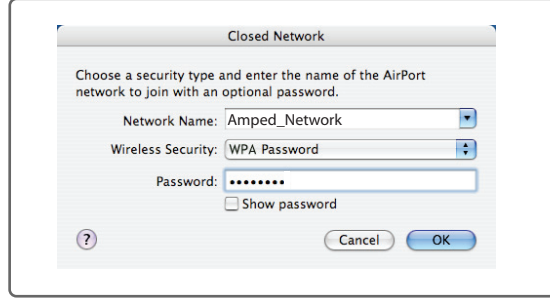 Closed Network
Choose a security type and enter the name of the AirPort
network to join with an optional password.
Network Name: Amped_Network
Wireless Security: WPA Password
Password: ••••••••
Show password
? Cancel OK